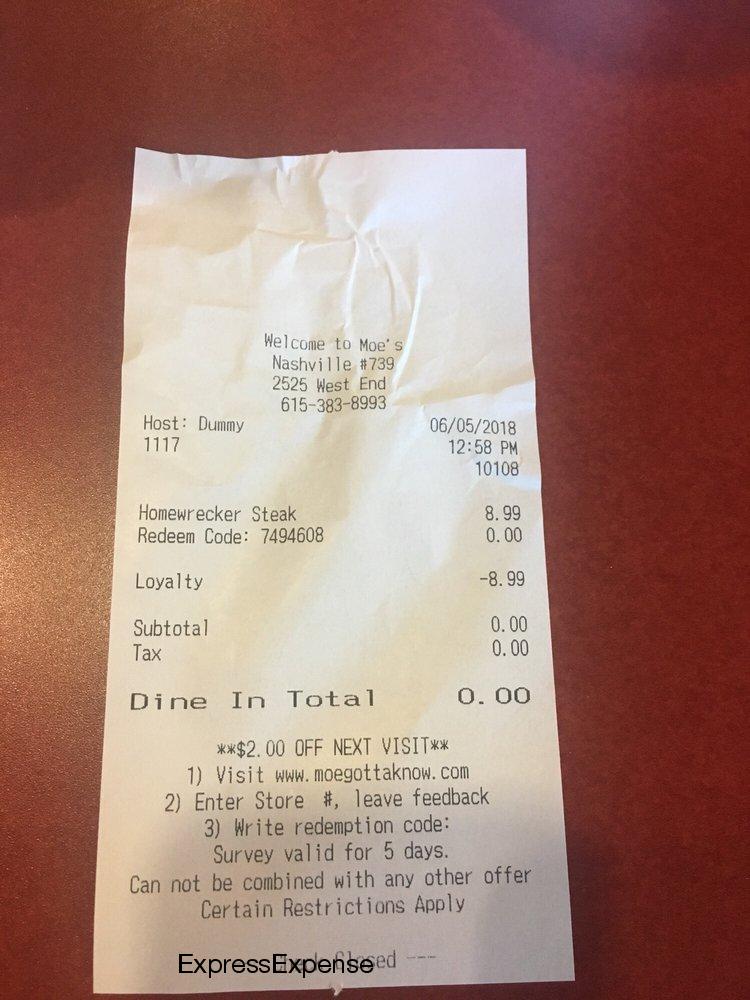 Welcome to Moe's
Nashville #739
2525 West End
615-383-8993
Host: Dummy 06/05/2018
1117 12:58 PM
10108
Homewrecker Steak 8.99
Redeem Code: 7494608 0.00
Loyalty -8.99
Subtotal 0.00
Tax 0.00
Dine In Total 0.00
**$2.00 OFF NEXT VISIT**
1) Visit www.moegottaknow.com
2) Enter Store #, leave feedback
3) Write redemption code:
Survey valid for 5 days.
Can not be combined with any other offer
Certain Restrictions Apply
Closed ---
ExpressExpense